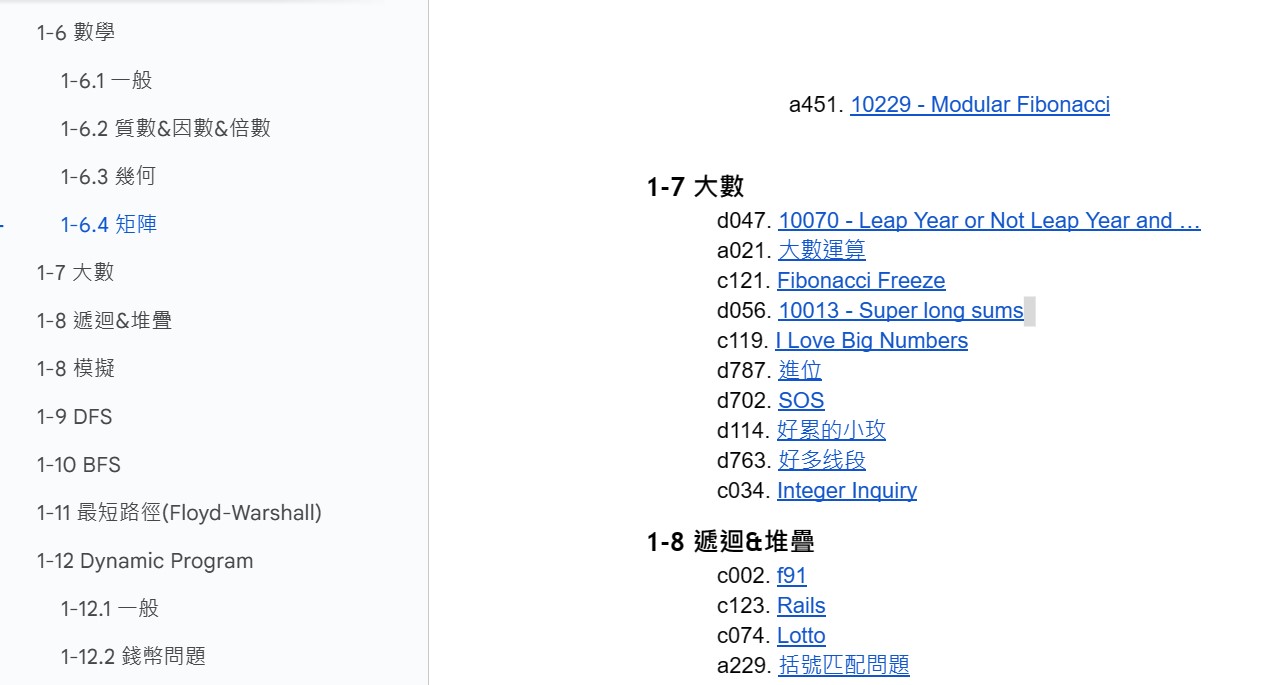 1-6 數學
1-6.1 一般
1-6.2 質數&因數&倍數
1-6.3 幾何
1-6.4 矩陣
1-7 大數
1-8 遞迴&堆疊
1-8 模擬
1-9 DFS
1-10 BFS
1-11 最短路徑(Floyd-Warshall)
1-12 Dynamic Program
1-12.1 一般
1-12.2 錢幣問題
a451. 10229 - Modular Fibonacci
1-7 大數
d047. 10070 - Leap Year or Not Leap Year and …
a021. 大數運算
c121. Fibonacci Freeze
d056. 10013 - Super long sums
c119. I Love Big Numbers
d787. 進位
d702. SOS
d114. 好累的小玫
d763. 好多线段
c034. Integer Inquiry
1-8 遞迴&堆疊
c002. f91
c123. Rails
c074. Lotto
a229. 括號匹配問題